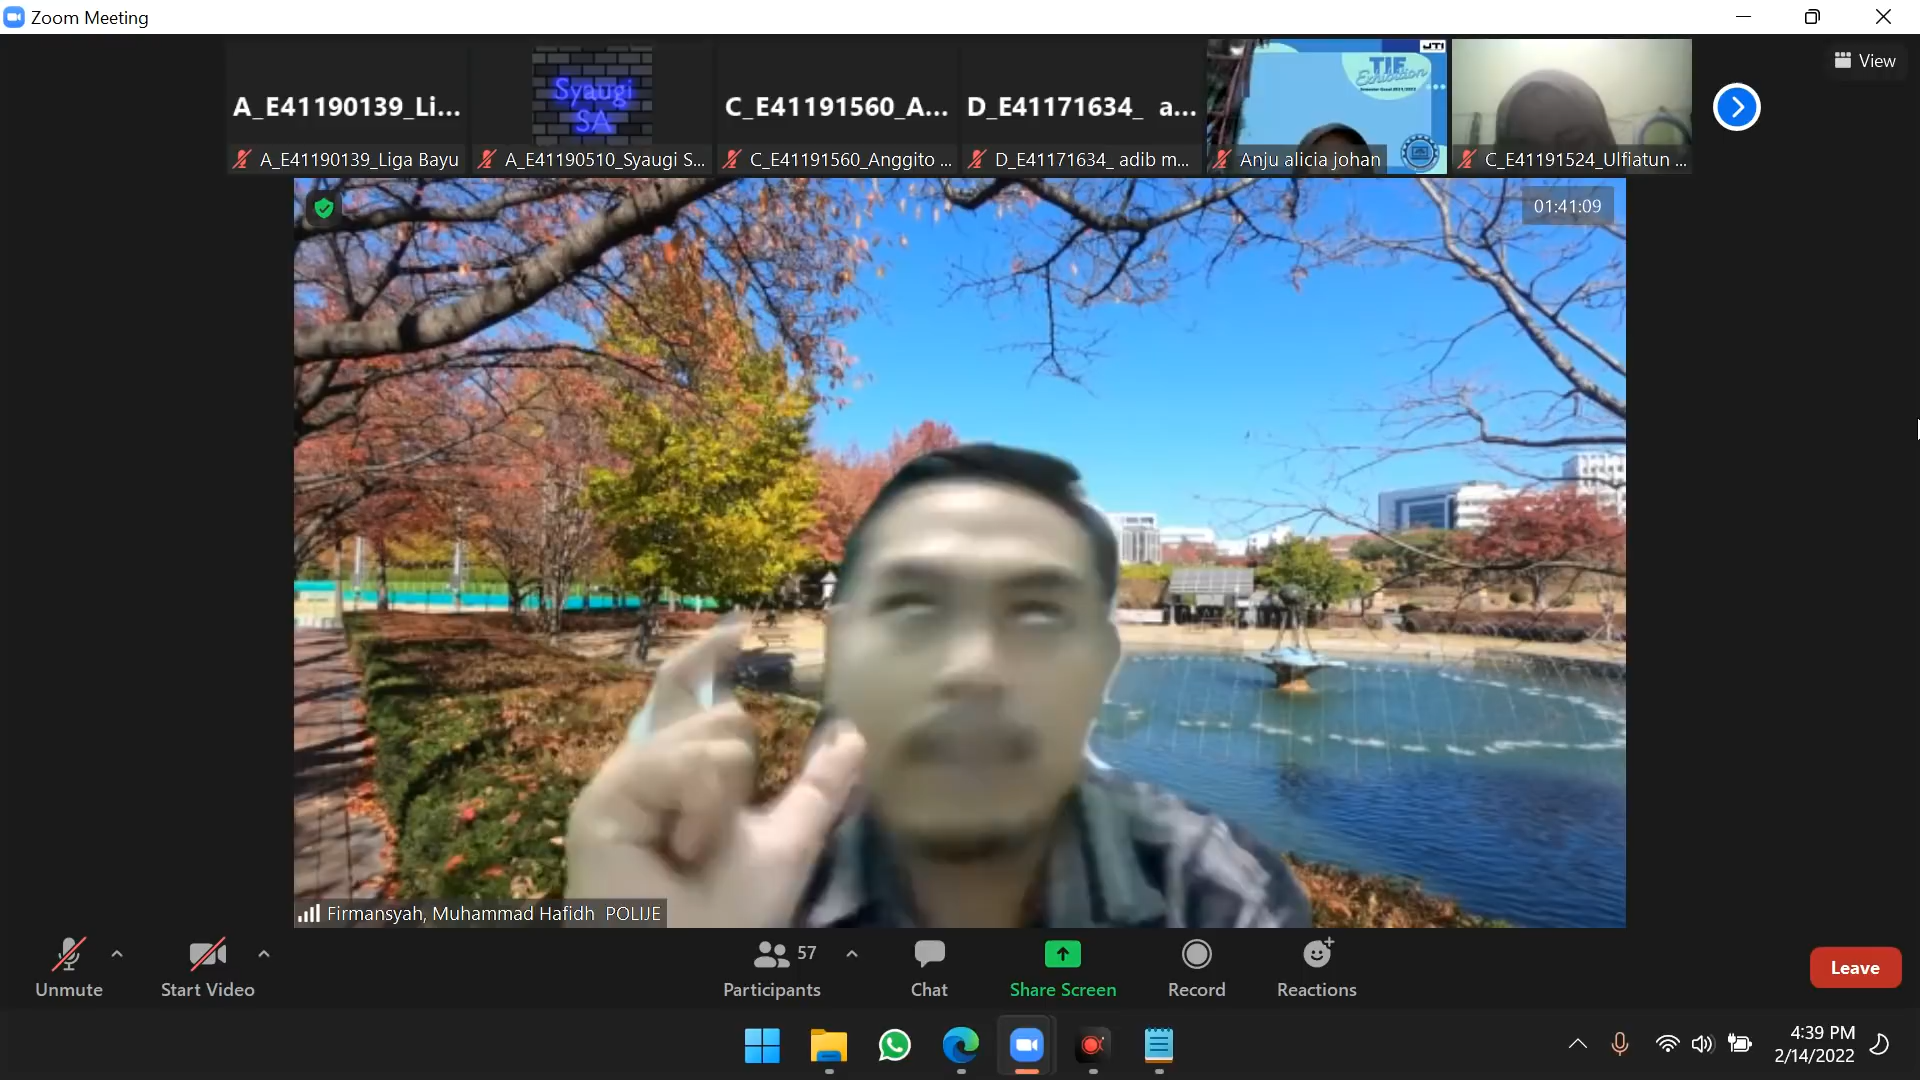 Zoom Meeting
View
A_E41190139_Li...
Syaugi
SA
C_E41191560_A...
D_E41171634_ a...
JTI
TIF
Exhibition
A_E41190139_Liga Bayu
A_E41190510_Syaugi S...
C_E41191560_Anggito ...
D_E41171634_ adib m...
Anju alicia johan
C_E41191524_Ulfiatun ...
01:41:09
Firmansyah, Muhammad Hafidh POLIJE
57
Unmute
Start Video
Participants
Chat
Share Screen
Record
Reactions
Leave
4:39 PM
2/14/2022